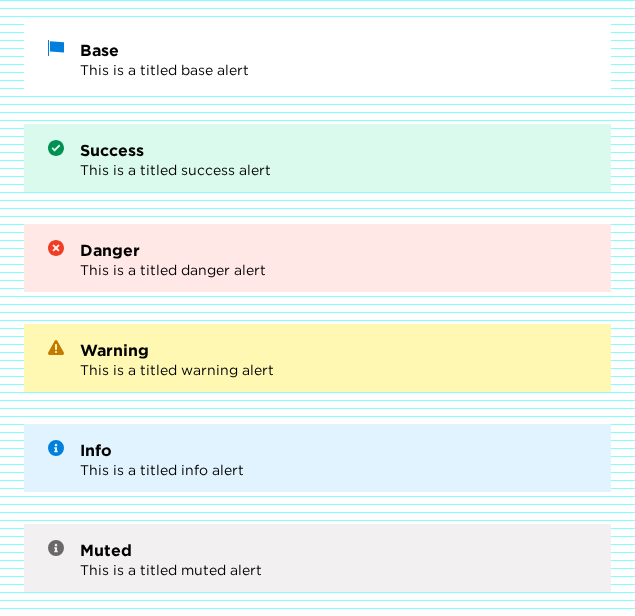 Base
This is a titled base alert
Success
This is a titled success alert
Danger
This is a titled danger alert
Warning
This is a titled warning alert
Info
This is a titled info alert
Muted
This is a titled muted alert